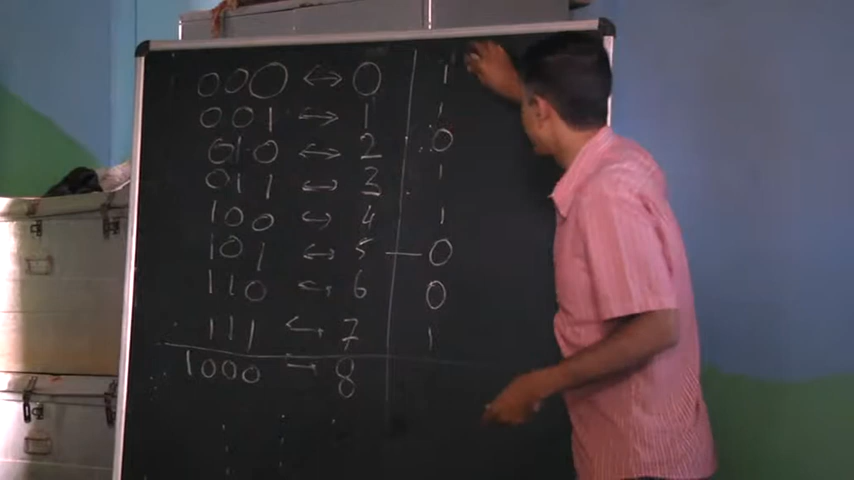 000 ↔ 0 1
001 ↔ 1 1
010 ↔ 2 0
011 ↔ 3 1
100 ↔ 4 1
101 ↔ 5 — 0
110 ↔ 6 0
111 ↔ 7 1
1000 ↔ 8